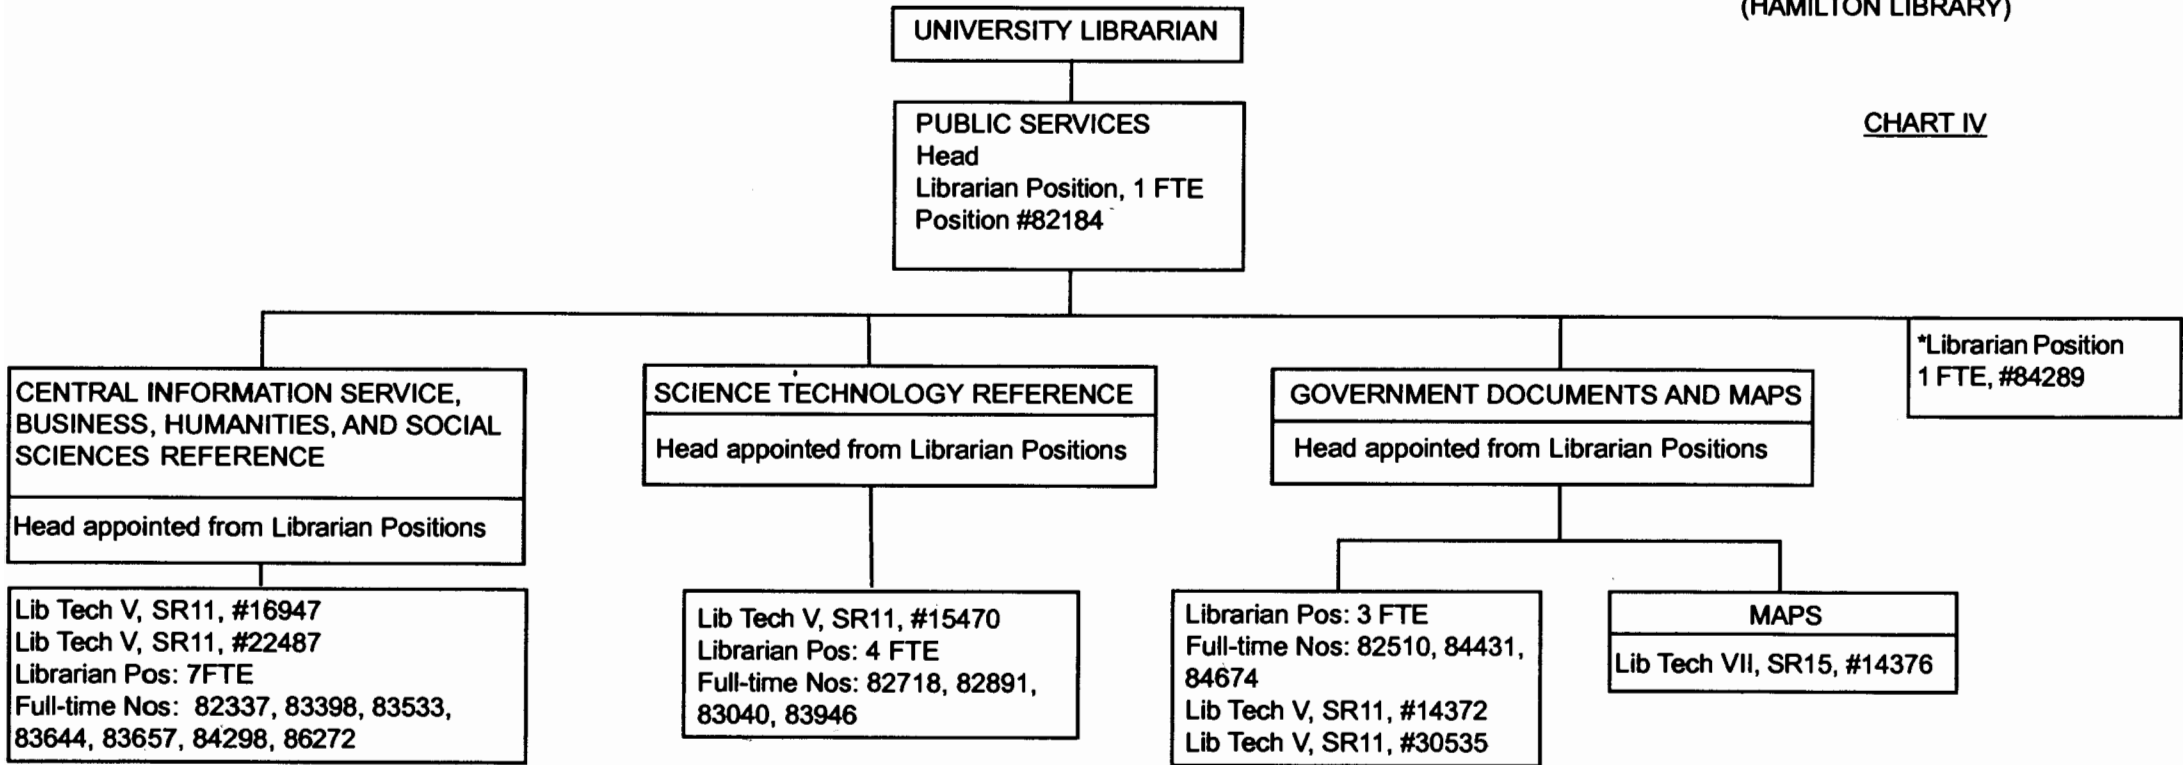 (HAMILTON LIBRARY)
CHART IV
UNIVERSITY LIBRARIAN
PUBLIC SERVICES
Head
Librarian Position, 1 FTE
Position #82184
CENTRAL INFORMATION SERVICE,
BUSINESS, HUMANITIES, AND SOCIAL
SCIENCES REFERENCE
Head appointed from Librarian Positions
Lib Tech V, SR11, #16947
Lib Tech V, SR11, #22487
Librarian Pos: 7FTE
Full-time Nos: 82337, 83398, 83533,
83644, 83657, 84298, 86272
SCIENCE TECHNOLOGY REFERENCE
Head appointed from Librarian Positions
Lib Tech V, SR11, #15470
Librarian Pos: 4 FTE
Full-time Nos: 82718, 82891,
83040, 83946
GOVERNMENT DOCUMENTS AND MAPS
Head appointed from Librarian Positions
Librarian Pos: 3 FTE
Full-time Nos: 82510, 84431,
84674
Lib Tech V, SR11, #14372
Lib Tech V, SR11, #30535
MAPS
Lib Tech VII, SR15, #14376
*Librarian Position
1 FTE, #84289